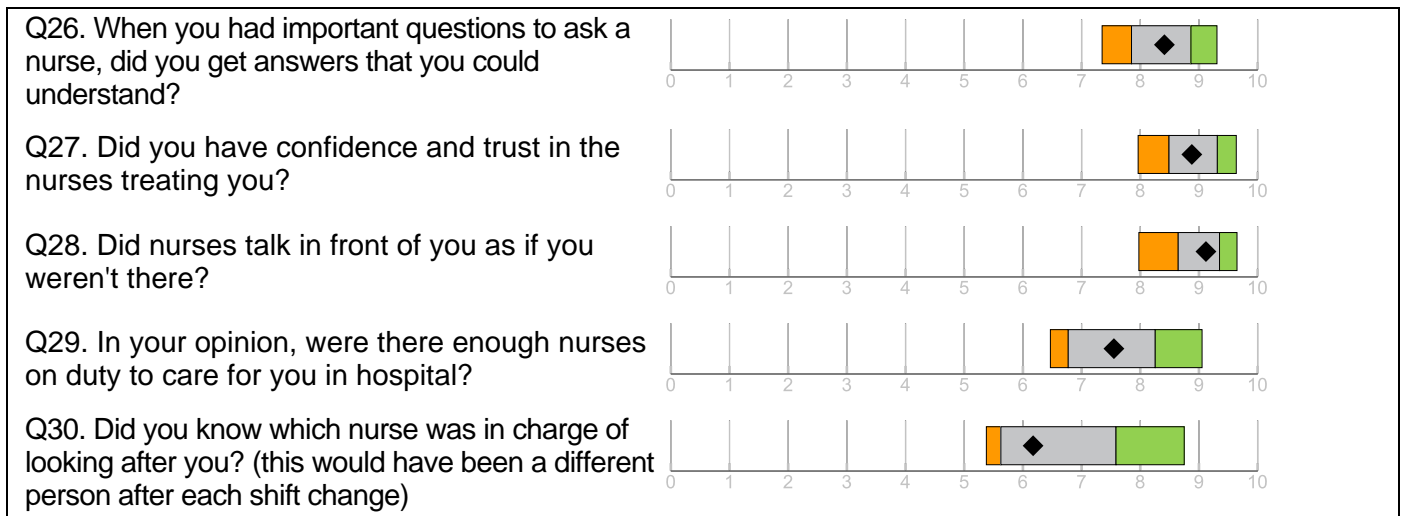 Q26. When you had important questions to ask a
nurse, did you get answers that you could
understand?
0 1 2 3 4 5 6 7 8 9 10
Q27. Did you have confidence and trust in the
nurses treating you?
0 1 2 3 4 5 6 7 8 9 10
Q28. Did nurses talk in front of you as if you
weren't there?
0 1 2 3 4 5 6 7 8 9 10
Q29. In your opinion, were there enough nurses
on duty to care for you in hospital?
0 1 2 3 4 5 6 7 8 9 10
Q30. Did you know which nurse was in charge of
looking after you? (this would have been a different
person after each shift change)
0 1 2 3 4 5 6 7 8 9 10